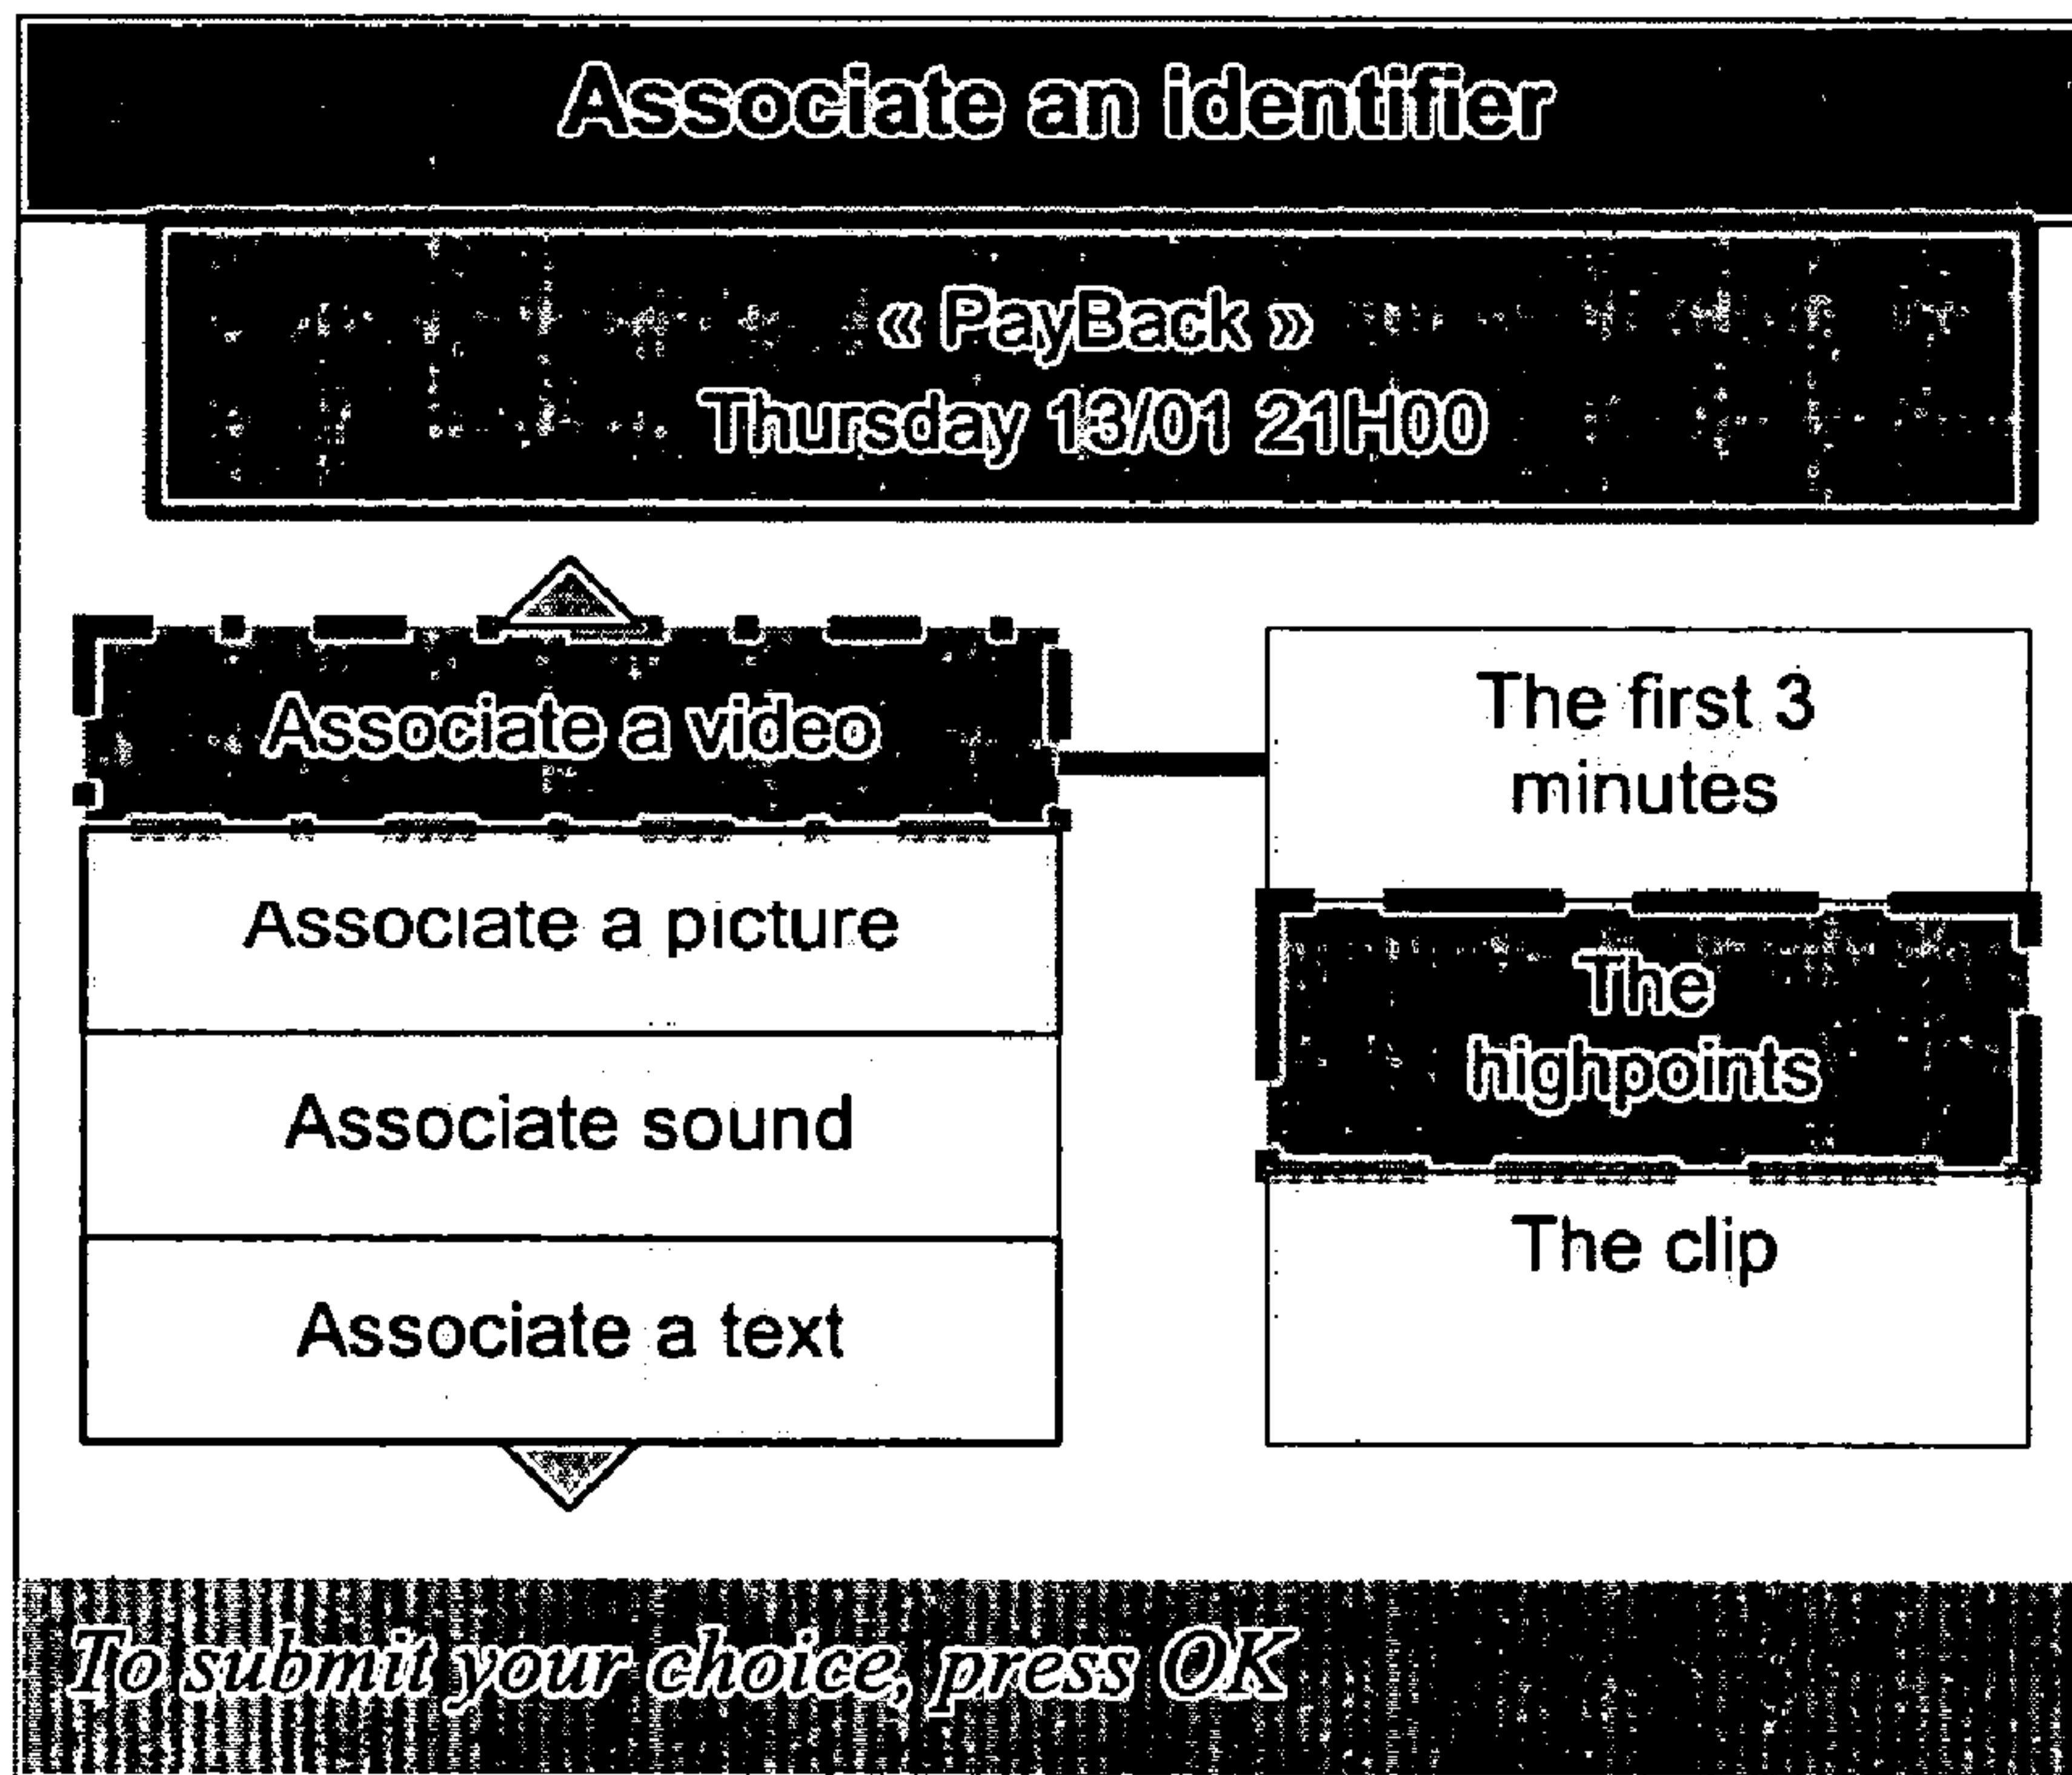 Associate an identifier
« PayBack »
Thursday 13/01 21H00
Associate a video
Associate a picture
Associate sound
Associate a text
The first 3
minutes
The
highpoints
The clip
To submit your choice, press OK